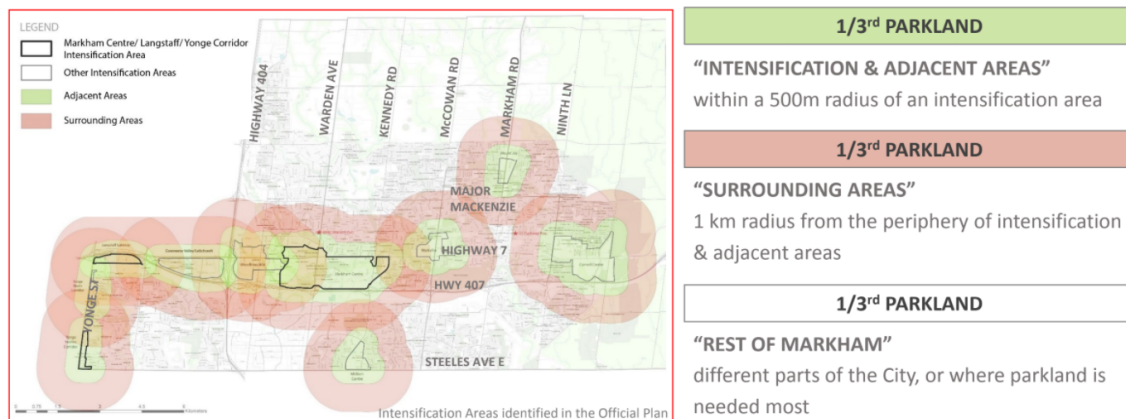 LEGEND
Markham Centre/ Langstaff/ Yonge Corridor
Intensification Area
Other Intensification Areas
Adjacent Areas
Surrounding Areas
HIGHWAY 404
WARDEN AVE
KENNEDY RD
McCOWAN RD
MARKHAM RD
NINTH LN
MAJOR
MACKENZIE
HIGHWAY 7
HWY 407
YONGE ST
STEELES AVE E
Intensification Areas identified in the Official Plan
1/3rd PARKLAND
“INTENSIFICATION & ADJACENT AREAS”
within a 500m radius of an intensification area
1/3rd PARKLAND
“SURROUNDING AREAS”
1 km radius from the periphery of intensification
& adjacent areas
1/3rd PARKLAND
“REST OF MARKHAM”
different parts of the City, or where parkland is
needed most